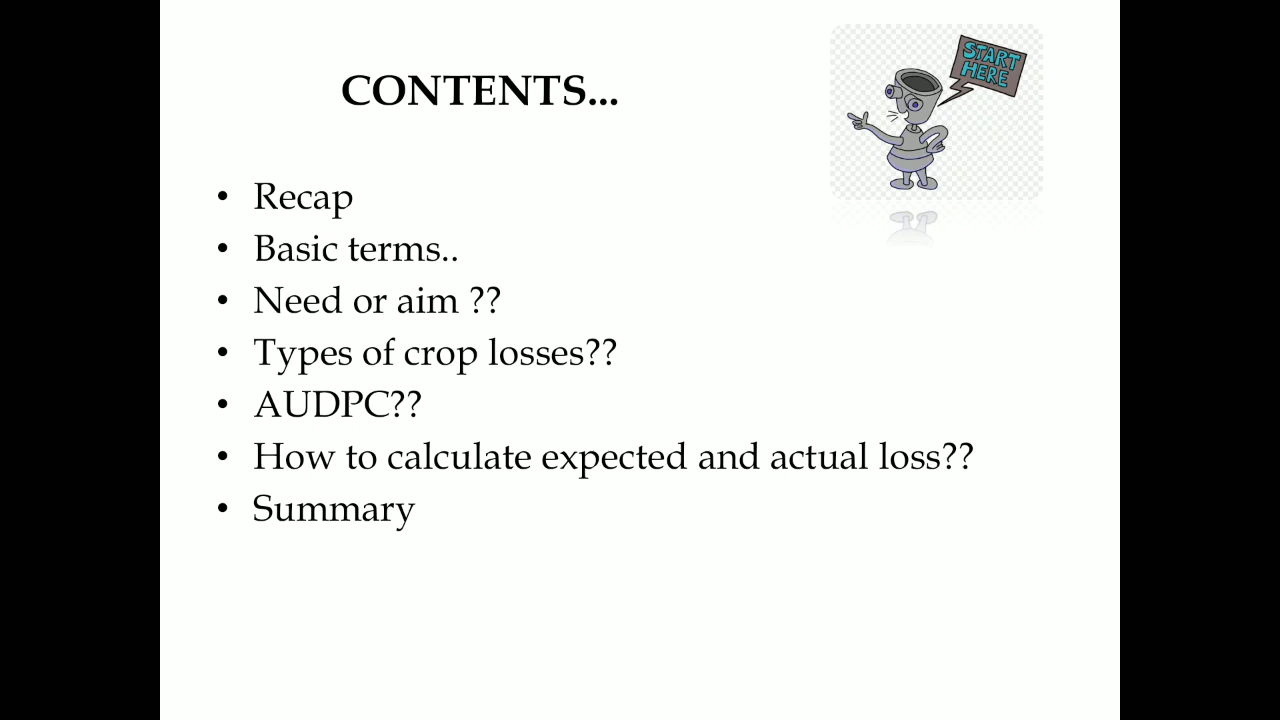 CONTENTS...
START
HERE
• Recap
• Basic terms..
• Need or aim ??
• Types of crop losses??
• AUDPC??
• How to calculate expected and actual loss??
• Summary